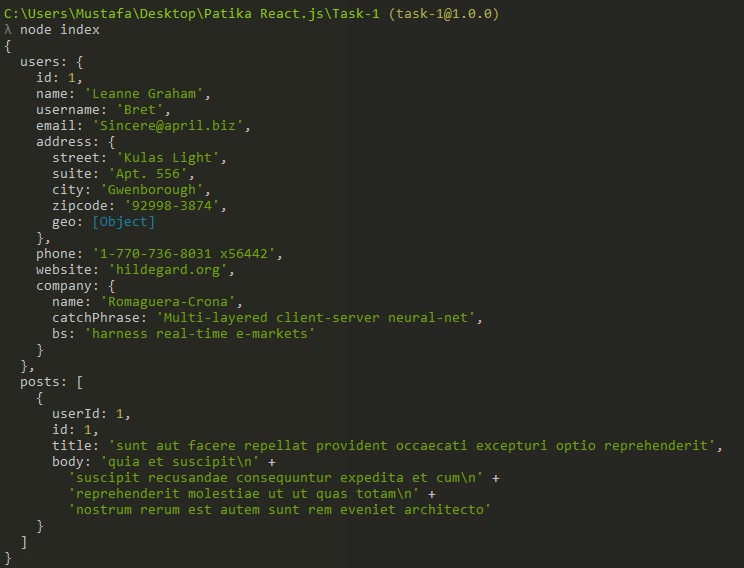 C:\Users\Mustafa\Desktop\Patika React.js\Task-1 (task-1@1.0.0)
λ node index
{
  users: {
    id: 1,
    name: 'Leanne Graham',
    username: 'Bret',
    email: 'Sincere@april.biz',
    address: {
      street: 'Kulas Light',
      suite: 'Apt. 556',
      city: 'Gwenborough',
      zipcode: '92998-3874',
      geo: [Object]
    },
    phone: '1-770-736-8031 x56442',
    website: 'hildegard.org',
    company: {
      name: 'Romaguera-Crona',
      catchPhrase: 'Multi-layered client-server neural-net',
      bs: 'harness real-time e-markets'
    }
  },
  posts: [
    {
      userId: 1,
      id: 1,
      title: 'sunt aut facere repellat provident occaecati excepturi optio reprehenderit',
      body: 'quia et suscipit\n' +
        'suscipit recusandae consequuntur expedita et cum\n' +
        'reprehenderit molestiae ut ut quas totam\n' +
        'nostrum rerum est autem sunt rem eveniet architecto'
    }
  ]
}